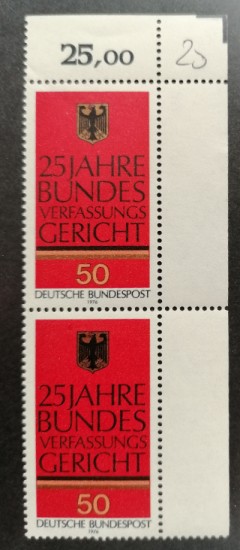 25,00 25
25 JAHRE
BUNDES
VERFASSUNGS
GERICHT
50
DEUTSCHE BUNDESPOST
1976
25 JAHRE
BUNDES
VERFASSUNGS
GERICHT
50
DEUTSCHE BUNDESPOST
1976